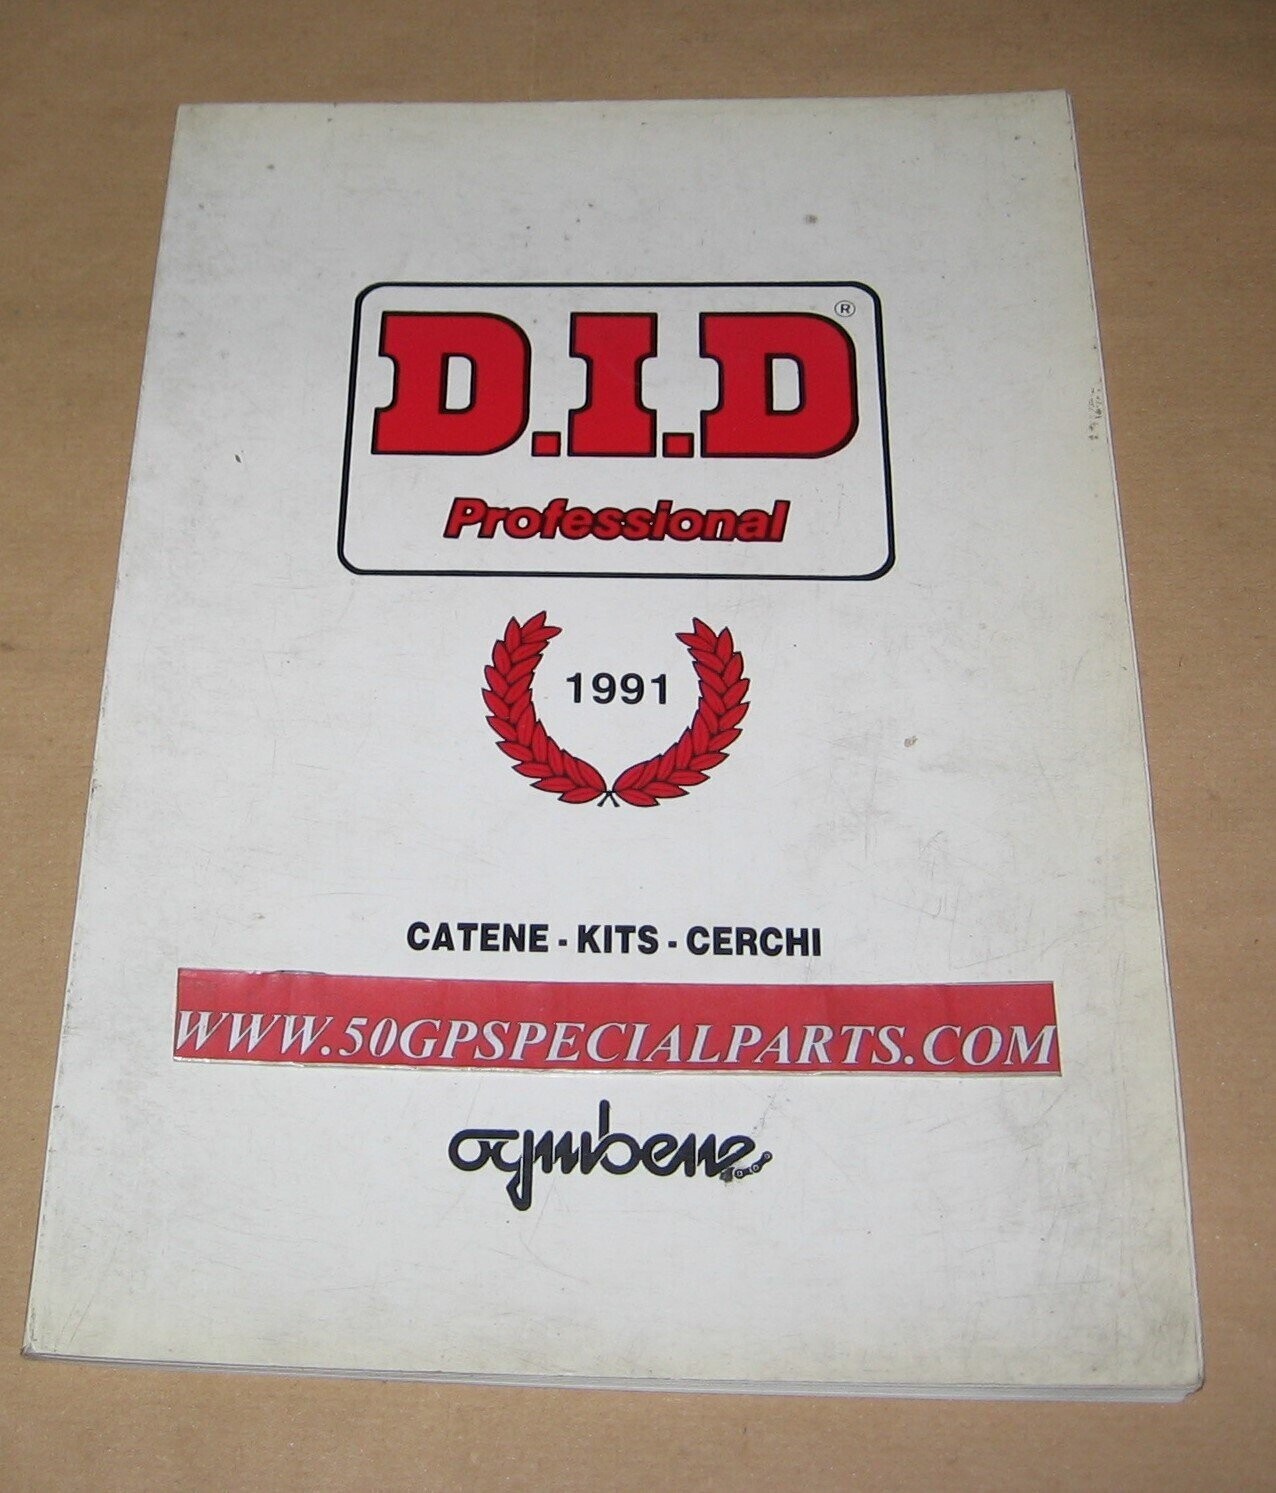 D.I.D ®
Professional
1991
CATENE - KITS - CERCHI
WWW.50GPSPECIALPARTS.COM
ognibene